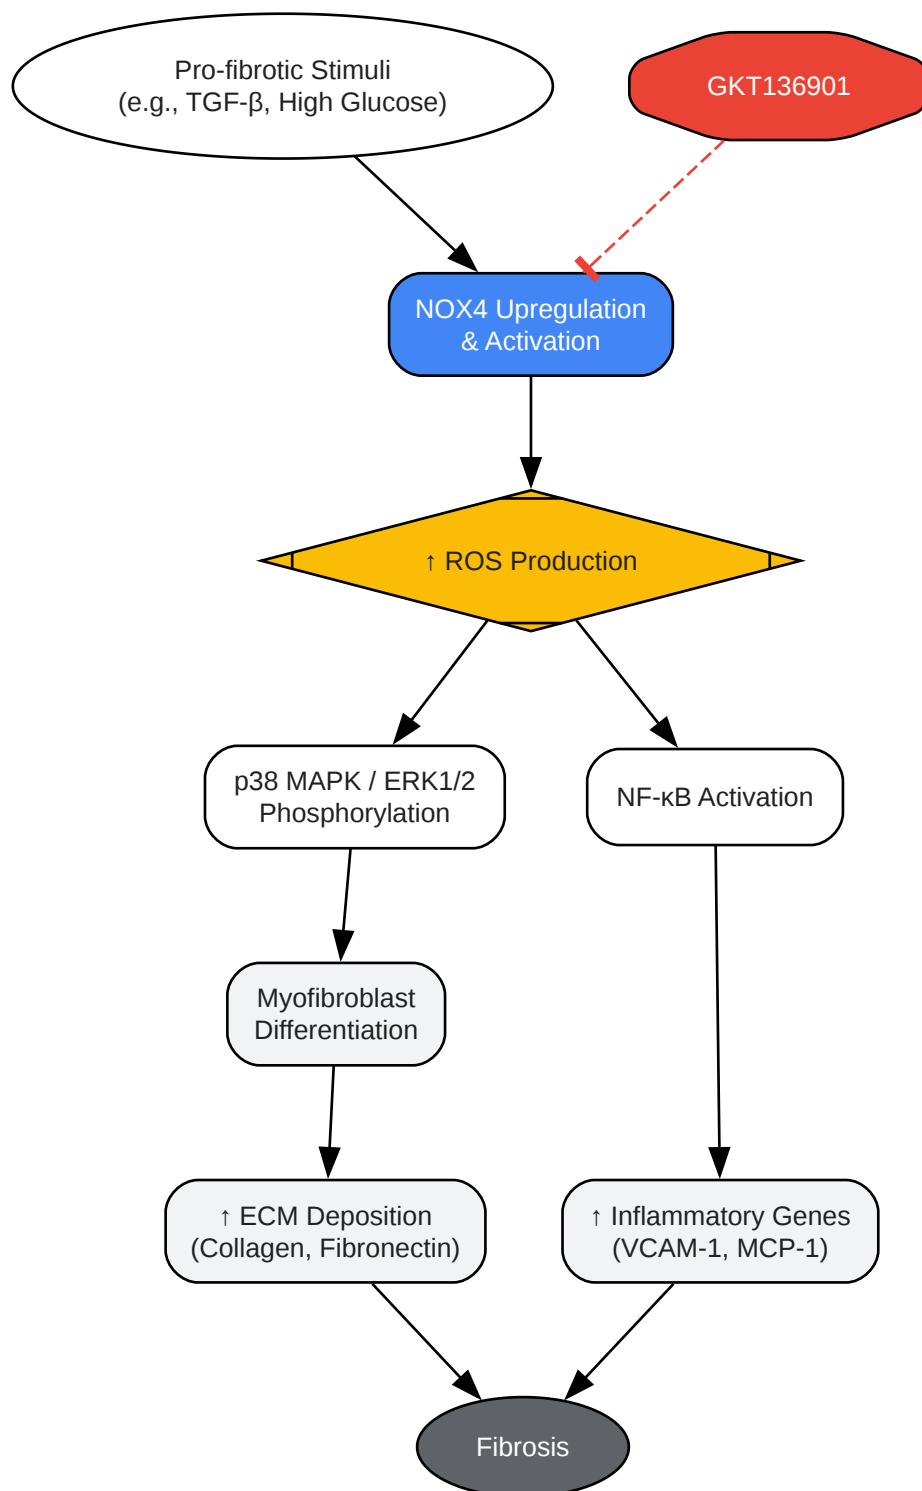 Pro-fibrotic Stimuli
(e.g., TGF-β, High Glucose)
GKT136901
NOX4 Upregulation
& Activation
↑ ROS Production
p38 MAPK / ERK1/2
Phosphorylation
NF-κB Activation
Myofibroblast
Differentiation
↑ ECM Deposition
(Collagen, Fibronectin)
↑ Inflammatory Genes
(VCAM-1, MCP-1)
Fibrosis